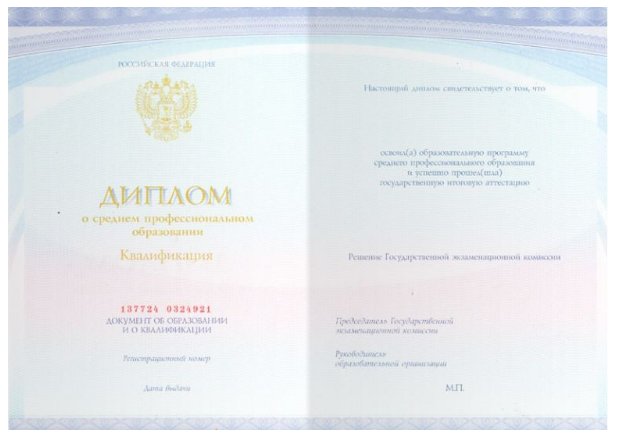 РОССИЙСКАЯ ФЕДЕРАЦИЯ
ДИПЛОМ
о среднем профессиональном
образовании
Квалификация
137724 0324921
ДОКУМЕНТ ОБ ОБРАЗОВАНИИ
И О КВАЛИФИКАЦИИ
Регистрационный номер
Дата выдачи
Настоящий диплом свидетельствует о том, что
освоил(а) образовательную программу
среднего профессионального образования
и успешно прошел(шла)
государственную итоговую аттестацию
Решение Государственной экзаменационной комиссии
Председатель Государственной
экзаменационной комиссии
Руководитель
образовательной организации
М.П.